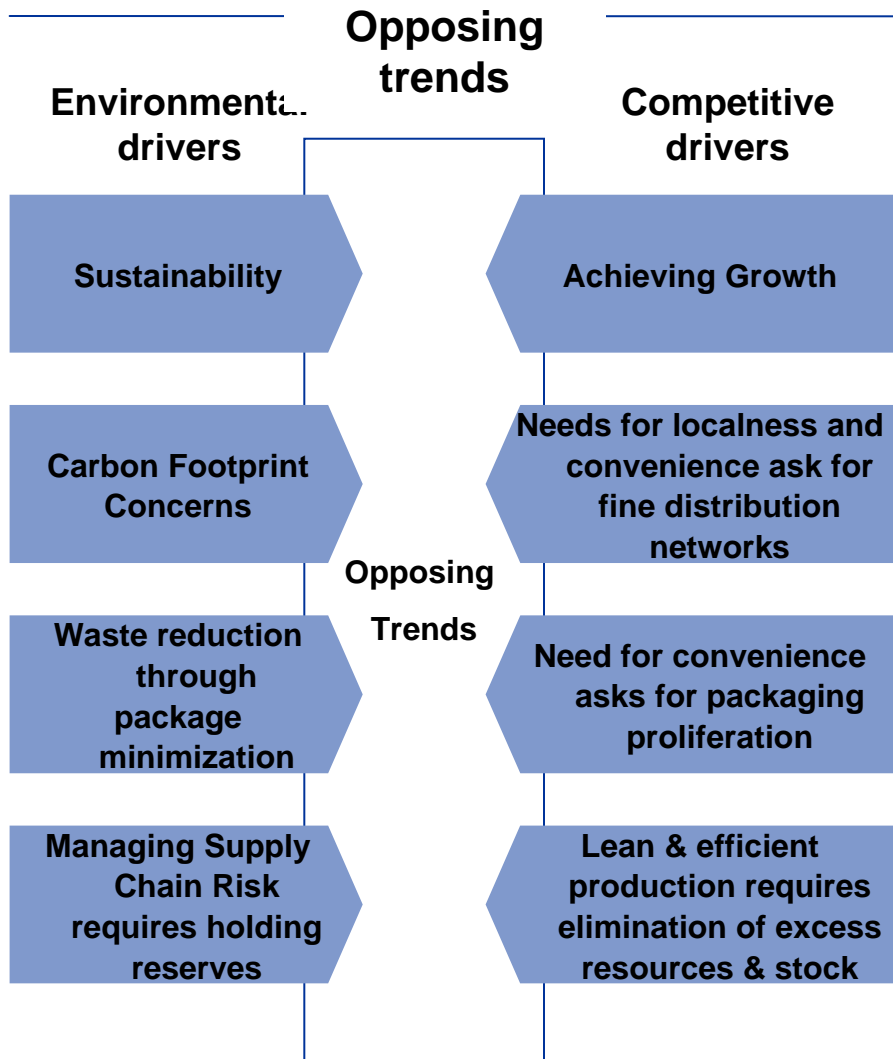 Opposing
trends
Environmental
drivers
Competitive
drivers
Sustainability
Achieving Growth
Carbon Footprint
Concerns
Needs for localness and
convenience ask for
fine distribution
networks
Opposing
Trends
Waste reduction
through
package
minimization
Need for convenience
asks for packaging
proliferation
Managing Supply
Chain Risk
requires holding
reserves
Lean & efficient
production requires
elimination of excess
resources & stock